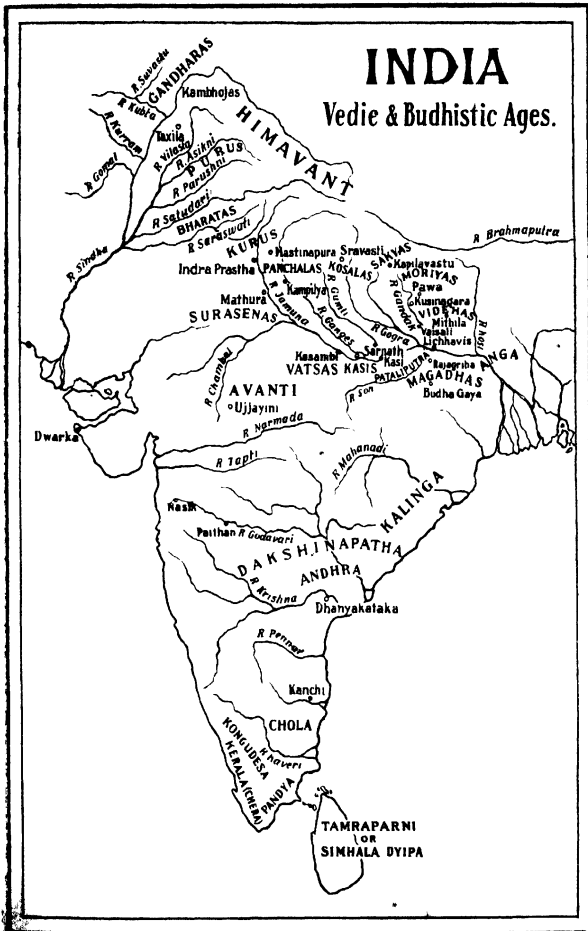 INDIA
Vedie & Budhistic Ages.
R. Suvastu
GANDHARAS
R Kubha
Kambhojas
R Kurram
HIMAVANT
Taxila
R Vitasta
R. Asikni
PURUS
R Gomal
R Parushni
R Satudari
BHARATAS
R Saraswati
R Brahmaputra
R Sindha
KURUS
Hastinapura
Sravasti
SAKYAS
Kapilavastu
Indra Prastha
PANCHALAS
KOSALAS
MORIYAS
Pawa
Kampilya
R Gumti
R Gandak
Kusinagara
Mathura
R Jamuna
VIDEHAS
SURASENAS
R Ganges
Mithila
R Kosi
Vaisali
R Gogra
Lichhavis
Kasambi
Sarnath
ANGA
R Chambal
VATSAS
KASIS
Kasi
PATALIPUTRA
Rajagriha
MAGADHAS
AVANTI
R Son
Budha Gaya
Ujjayini
Dwarka
R Narmada
R Tapti
R Mahanadi
KALINGA
Nasik
Paithan
R Godavari
DAKSHINAPATHA
ANDHRA
R Krishna
Dhanyakataka
R Pennar
Kanchi
CHOLA
KONGUDESA
R Kaveri
KERALA (CHERA)
PANDYA
TAMRAPARNI
OR
SIMHALA DYIPA